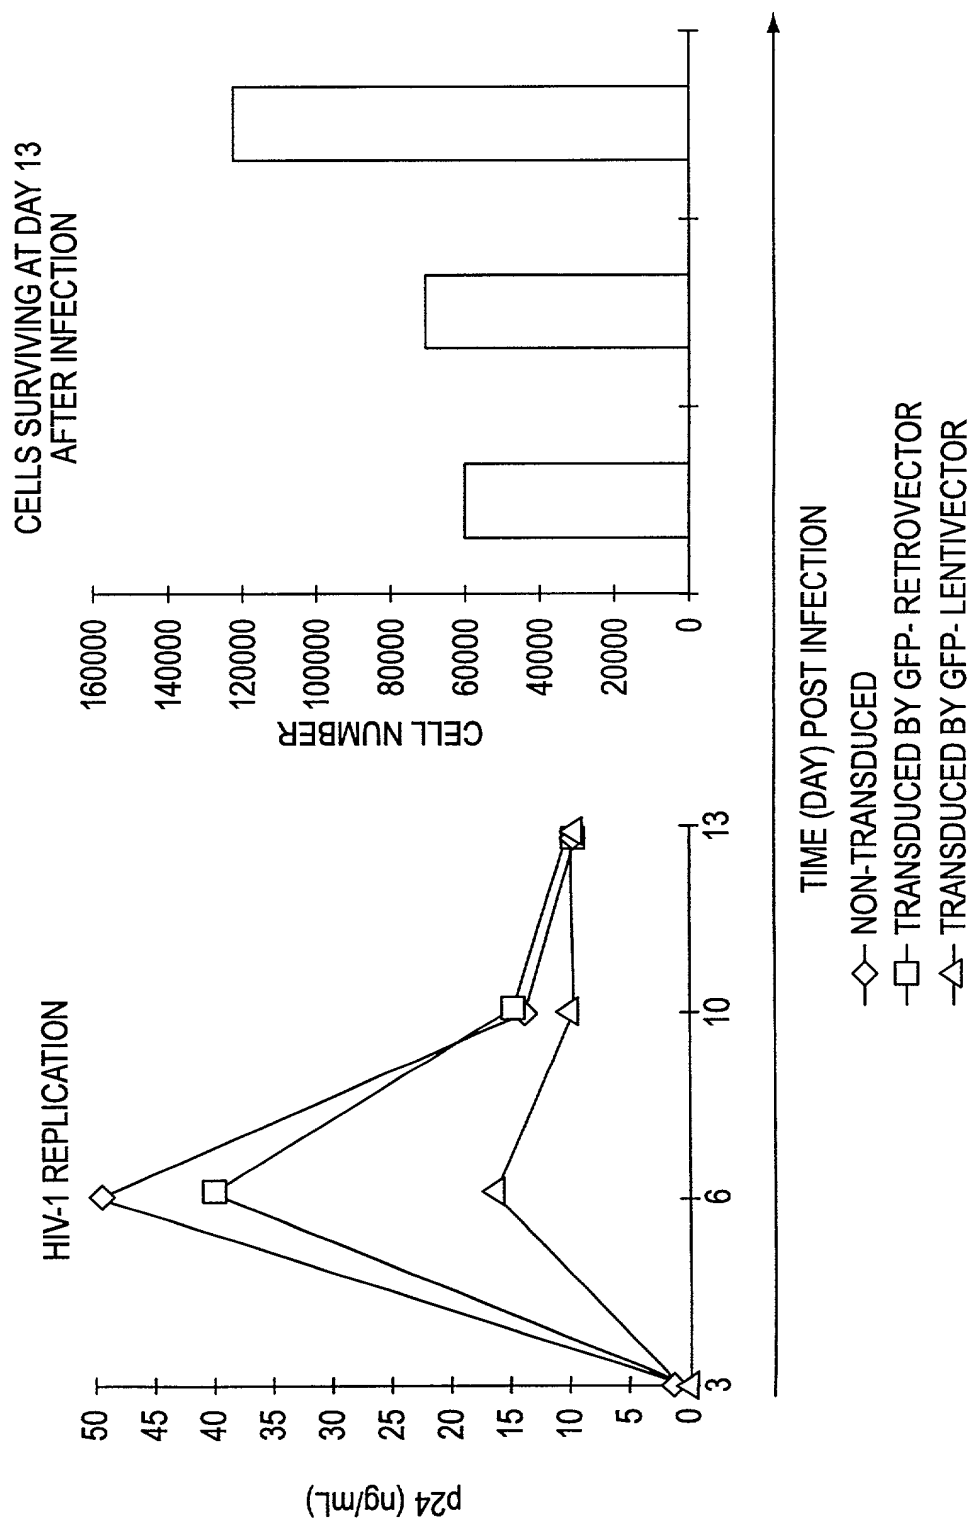 HIV-1 REPLICATION
p24 (ng/mL)
50
45
40
35
30
25
20
15
10
5
0
3
6
10
13
CELLS SURVIVING AT DAY 13
AFTER INFECTION
CELL NUMBER
160000
140000
120000
100000
80000
60000
40000
20000
0
TIME (DAY) POST INFECTION
NON-TRANSDUCED
TRANSDUCED BY GFP- RETROVECTOR
TRANSDUCED BY GFP- LENTIVECTOR